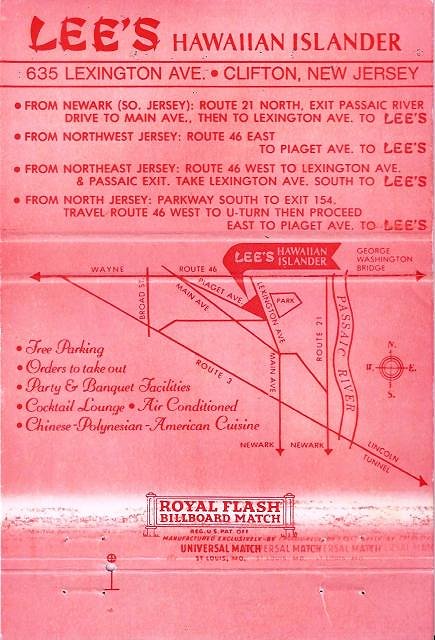 LEE'S HAWAIIAN ISLANDER
635 LEXINGTON AVE. • CLIFTON, NEW JERSEY
• FROM NEWARK (SO. JERSEY): ROUTE 21 NORTH, EXIT PASSAIC RIVER
DRIVE TO MAIN AVE., THEN TO LEXINGTON AVE. TO LEE'S
• FROM NORTHWEST JERSEY: ROUTE 46 EAST
TO PIAGET AVE. TO LEE'S
• FROM NORTHEAST JERSEY: ROUTE 46 WEST TO LEXINGTON AVE.
& PASSAIC EXIT. TAKE LEXINGTON AVE. SOUTH TO LEE'S
• FROM NORTH JERSEY: PARKWAY SOUTH TO EXIT 154.
TRAVEL ROUTE 46 WEST TO U-TURN THEN PROCEED
EAST TO PIAGET AVE. TO LEE'S
LEE'S HAWAIIAN
ISLANDER
GEORGE
WASHINGTON
BRIDGE
WAYNE
ROUTE 46
BROAD ST
MAIN AVE
PIAGET AVE.
LEXINGTON AVE
PARK
ROUTE 21
PASSAIC RIVER
MAIN AVE
ROUTE 3
N.
W.
E.
S.
NEWARK
NEWARK
LINCOLN
TUNNEL
• Free Parking
• Orders to take out
• Party & Banquet Facilities
• Cocktail Lounge • Air Conditioned
• Chinese-Polynesian-American Cuisine
ROYAL FLASH
BILLBOARD MATCH
REG. U.S. PAT. OFF.
MANUFACTURED EXCLUSIVELY BY
UNIVERSAL MATCH
ST LOUIS, MO.